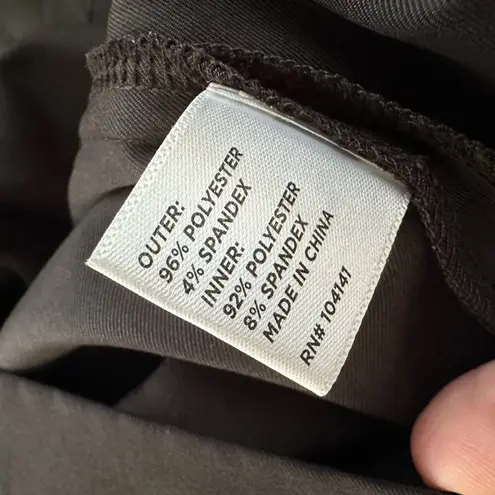 OUTER:
96% POLYESTER
4% SPANDEX
INNER:
92% POLYESTER
8% SPANDEX
MADE IN CHINA
RN# 104141